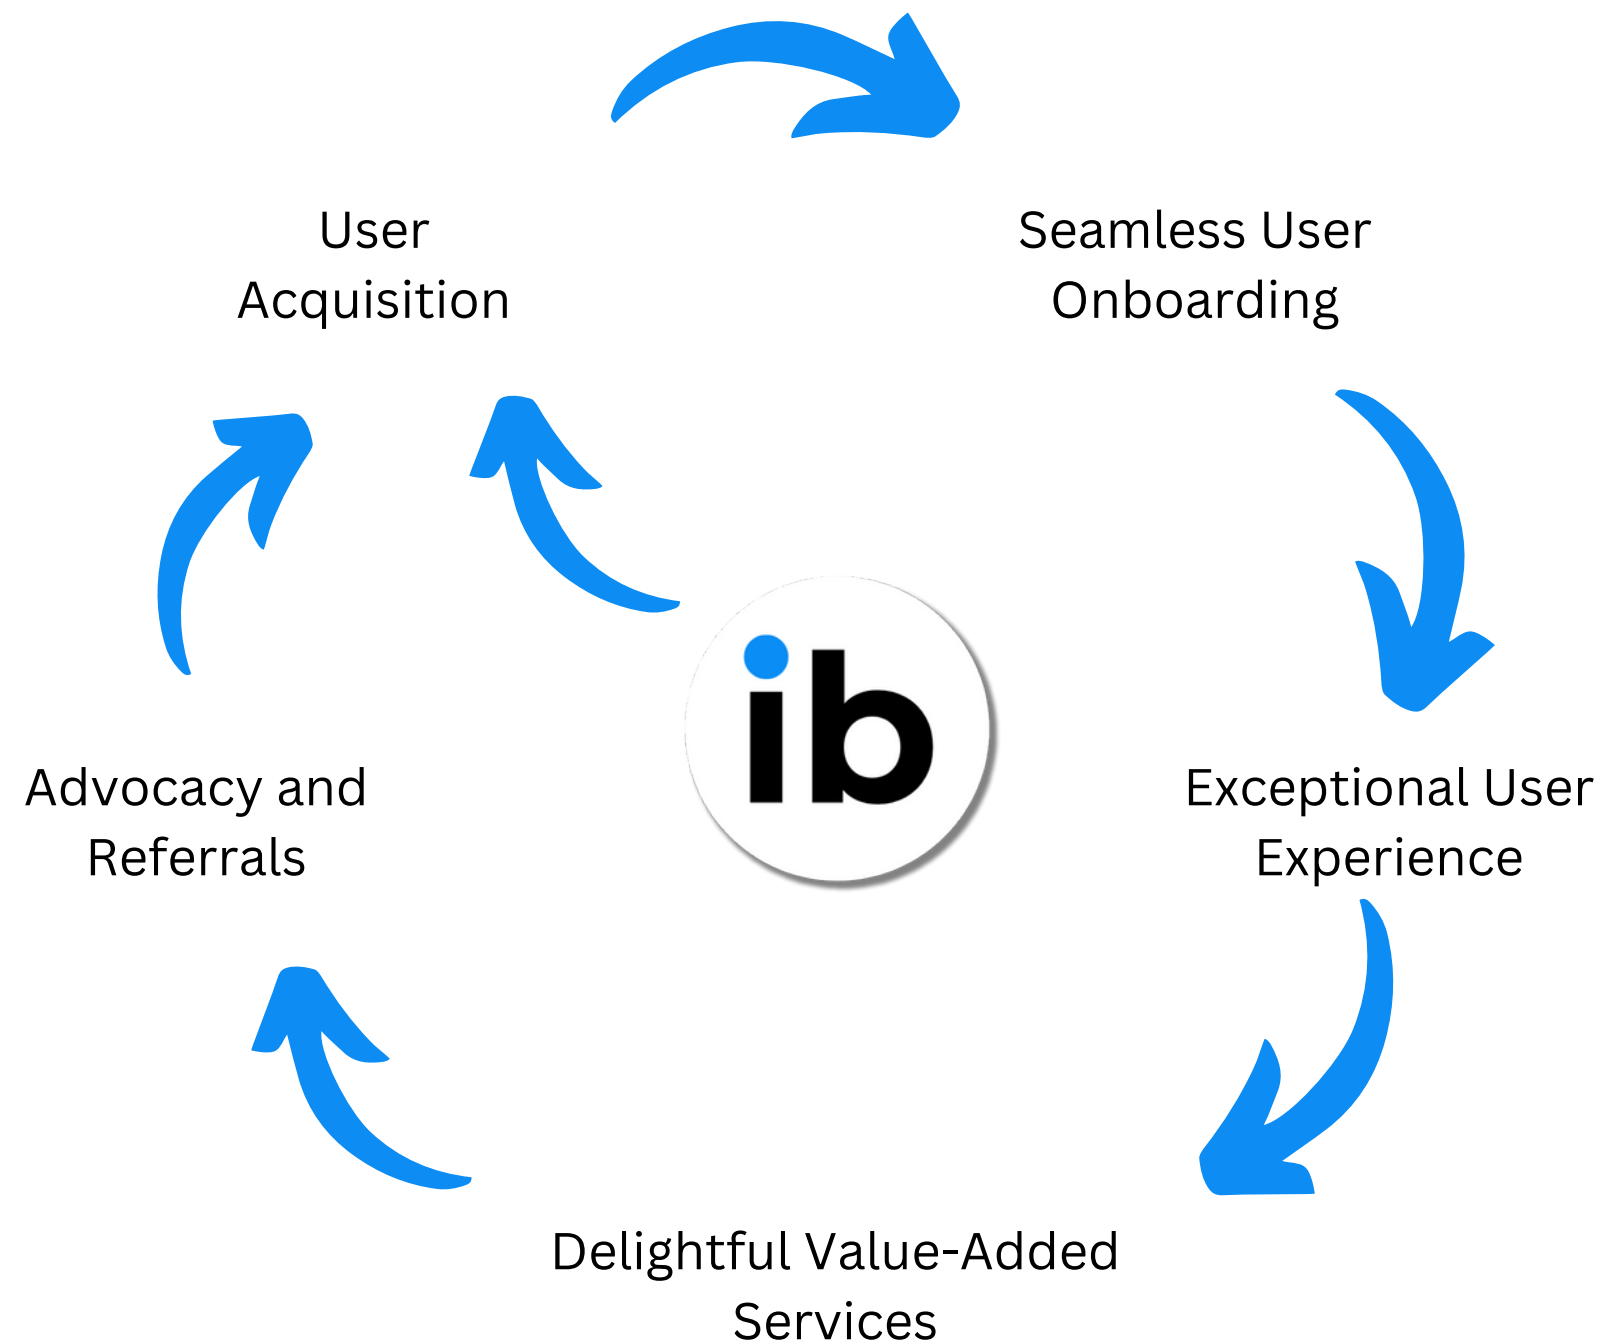 User
Acquisition
Seamless User
Onboarding
ib
Advocacy and
Referrals
Exceptional User
Experience
Delightful Value-Added
Services